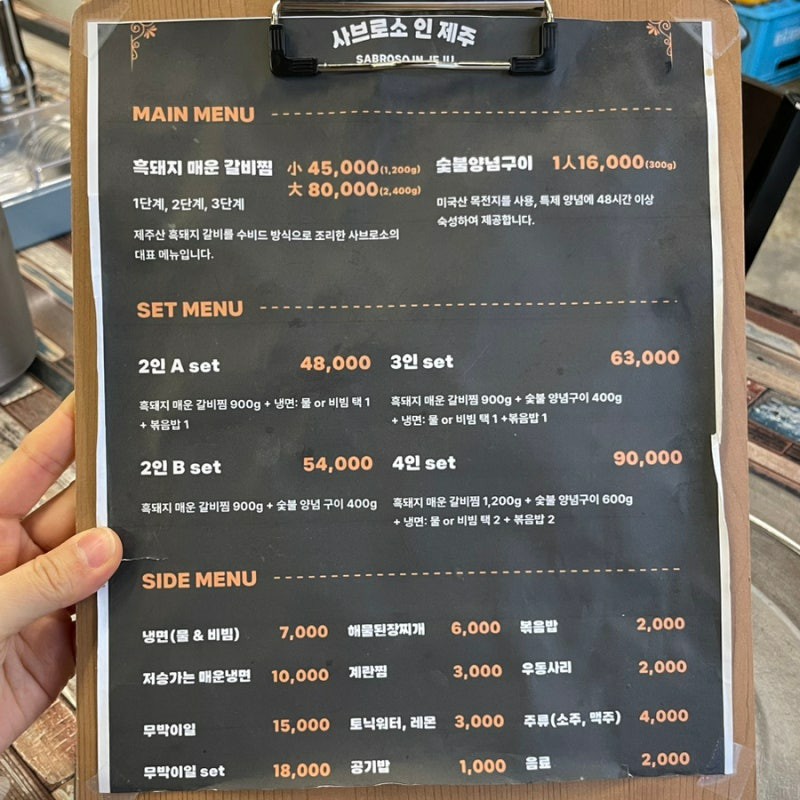 사브로소 인 제주
SABROSO IN JEJU
MAIN MENU
흑돼지 매운 갈비찜 小 45,000(1,200g)
大 80,000(2,400g)
1단계, 2단계, 3단계
제주산 흑돼지 갈비를 수비드 방식으로 조리한 사브로소의
대표 메뉴입니다.
숯불양념구이 1人16,000(300g)
미국산 목전지를 사용, 특제 양념에 48시간 이상
숙성하여 제공합니다.
SET MENU
2인 A set 48,000
흑돼지 매운 갈비찜 900g + 냉면: 물 or 비빔 택 1
+ 볶음밥 1
3인 set 63,000
흑돼지 매운 갈비찜 900g + 숯불 양념구이 400g
+ 냉면: 물 or 비빔 택 1 +볶음밥 1
2인 B set 54,000
흑돼지 매운 갈비찜 900g + 숯불 양념 구이 400g
4인 set 90,000
흑돼지 매운 갈비찜 1,200g + 숯불 양념구이 600g
+ 냉면: 물 or 비빔 택 2 + 볶음밥 2
SIDE MENU
냉면(물 & 비빔) 7,000 해물된장찌개 6,000 볶음밥 2,000
저승가는 매운냉면 10,000 계란찜 3,000 우동사리 2,000
무박이일 15,000 토닉워터, 레몬 3,000 주류(소주, 맥주) 4,000
무박이일 set 18,000 공기밥 1,000 음료 2,000